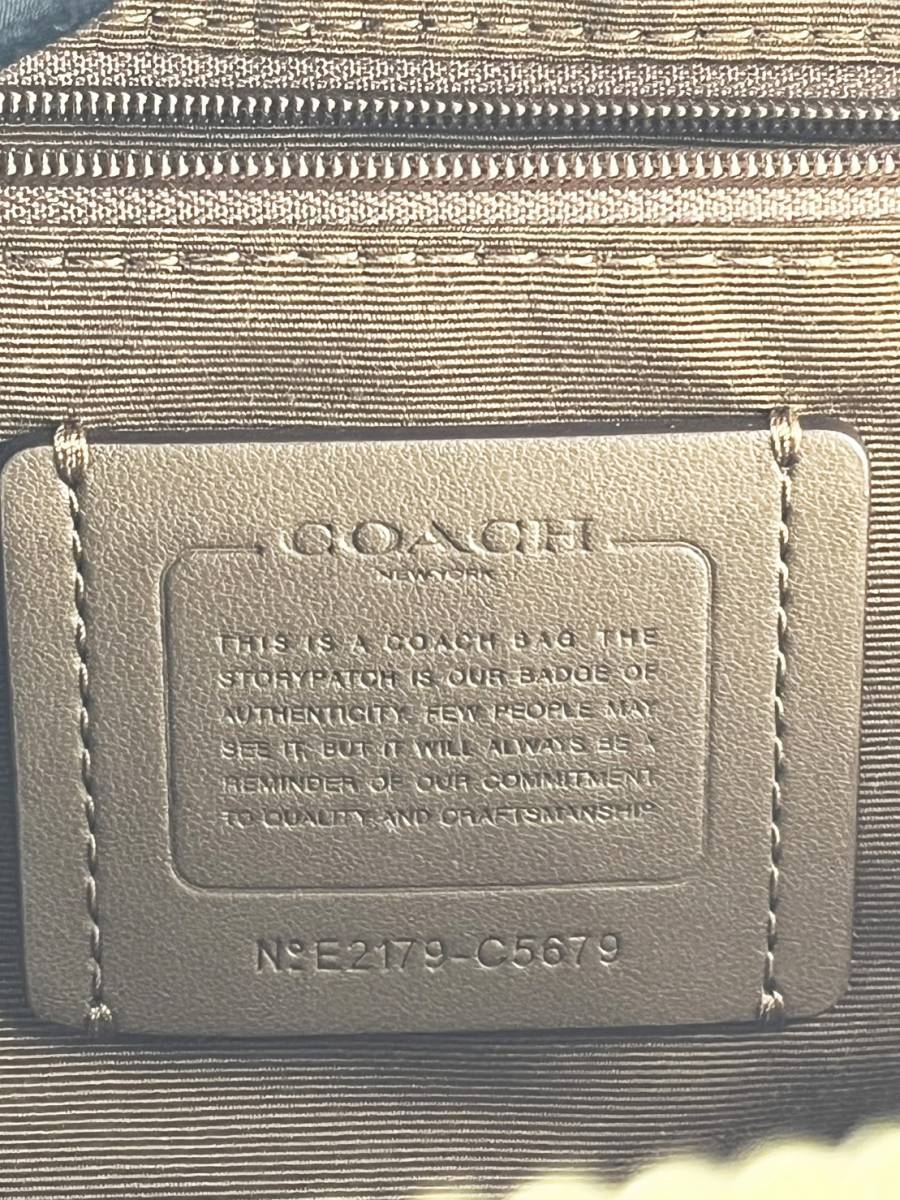 COACH
NEW YORK
THIS IS A COACH BAG. THE
STORYPATCH IS OUR BADGE OF
AUTHENTICITY. FEW PEOPLE MAY
SEE IT, BUT IT WILL ALWAYS BE A
REMINDER OF OUR COMMITMENT
TO QUALITY AND CRAFTSMANSHIP
Nº E2179-C5679